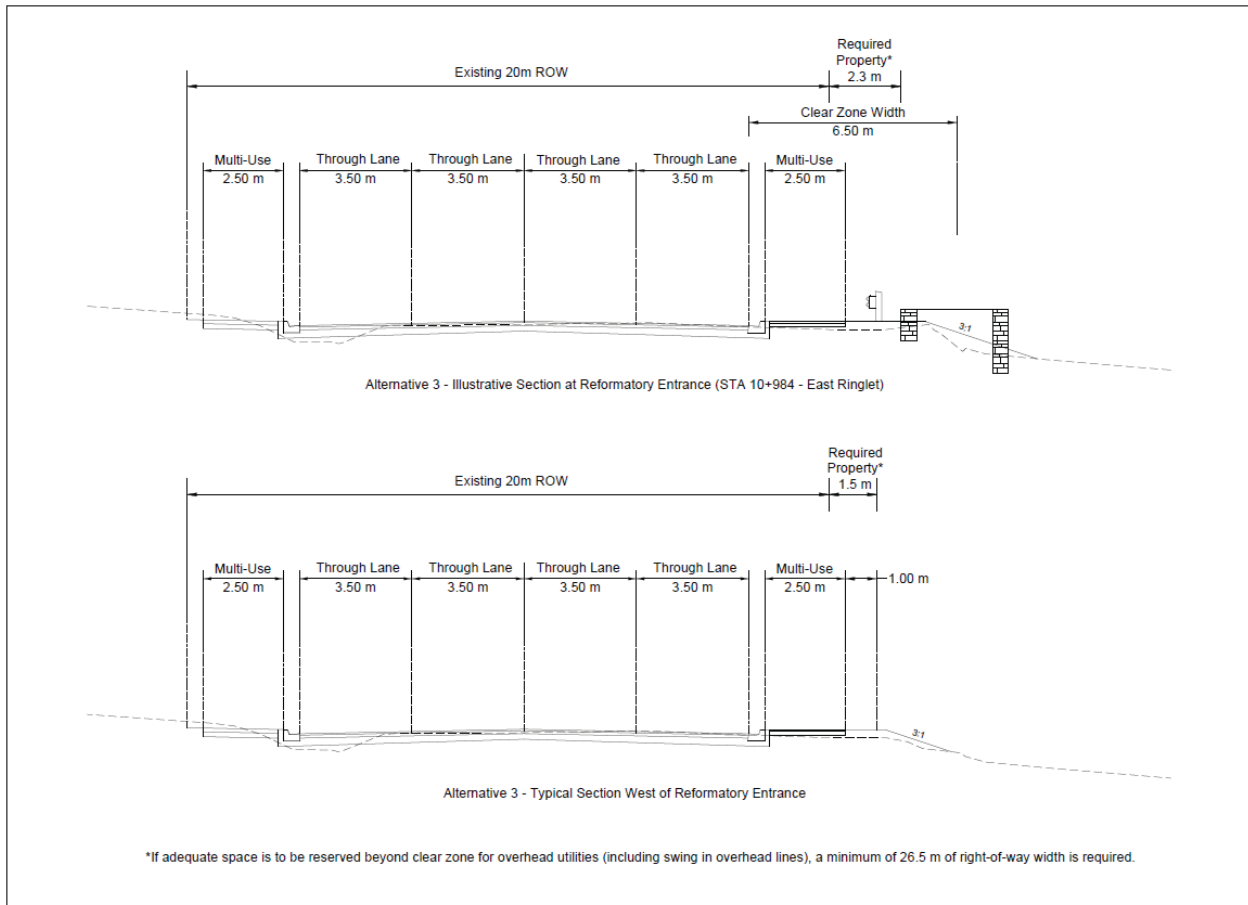 Required
Property*
2.3 m
Existing 20m ROW
Clear Zone Width
6.50 m
Multi-Use Through Lane Through Lane Through Lane Through Lane Multi-Use
2.50 m 3.50 m 3.50 m 3.50 m 3.50 m 2.50 m
3:1
Alternative 3 - Illustrative Section at Reformatory Entrance (STA 10+984 - East Ringlet)
Required
Property*
1.5 m
Existing 20m ROW
Multi-Use Through Lane Through Lane Through Lane Through Lane Multi-Use
2.50 m 3.50 m 3.50 m 3.50 m 3.50 m 2.50 m 1.00 m
3:1
Alternative 3 - Typical Section West of Reformatory Entrance
*If adequate space is to be reserved beyond clear zone for overhead utilities (including swing in overhead lines), a minimum of 26.5 m of right-of-way width is required.